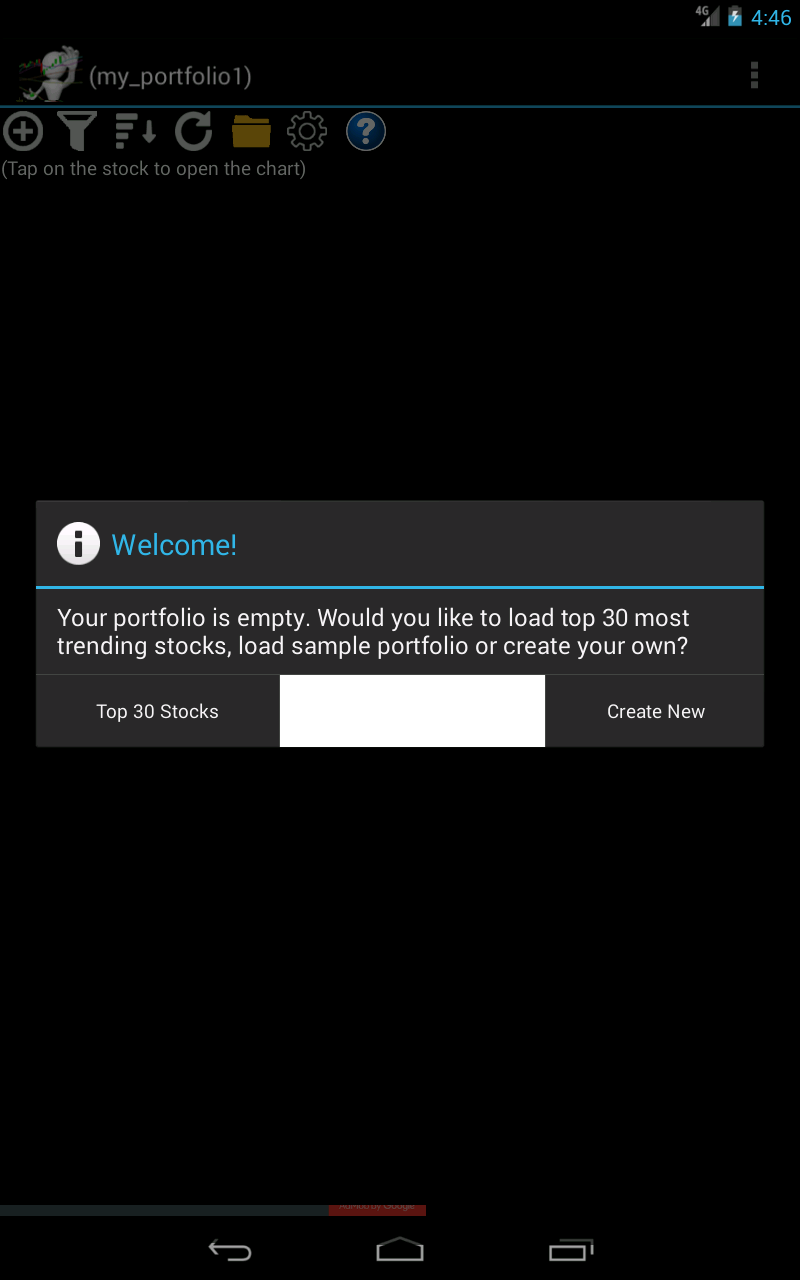 4G
4:46
(my_portfolio1)
(Tap on the stock to open the chart)
Welcome!
Your portfolio is empty. Would you like to load top 30 most
trending stocks, load sample portfolio or create your own?
Top 30 Stocks
Create New
AdMob by Google